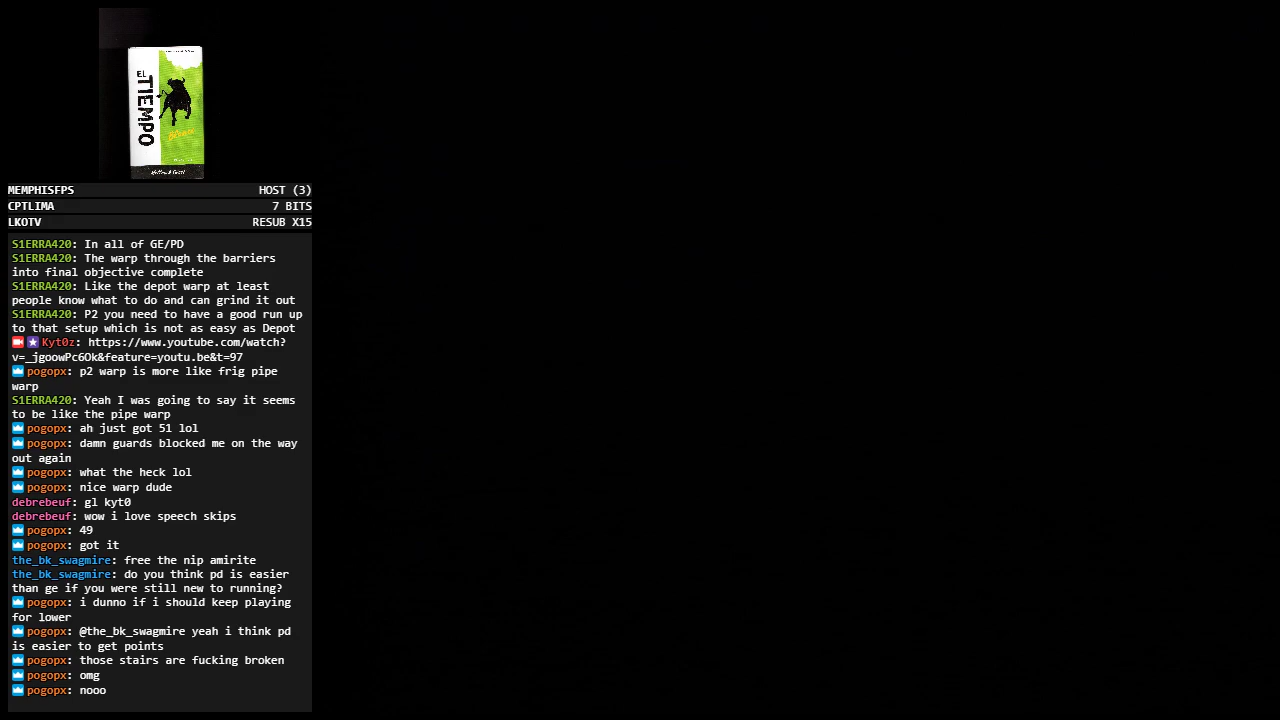 EL
TIEMPO
MEMPHISFPS HOST (3)
CPTLIMA 7 BITS
LKOTV RESUB X15
S1ERRA420: In all of GE/PD
S1ERRA420: The warp through the barriers
into final objective complete
S1ERRA420: Like the depot warp at least
people know what to do and can grind it out
S1ERRA420: P2 you need to have a good run up
to that setup which is not as easy as Depot
Kyt0z: https://www.youtube.com/watch?
v=_jgoowPc6Ok&feature=youtu.be&t=97
pogopx: p2 warp is more like frig pipe
warp
S1ERRA420: Yeah I was going to say it seems
to be like the pipe warp
pogopx: ah just got 51 lol
pogopx: damn guards blocked me on the way
out again
pogopx: what the heck lol
pogopx: nice warp dude
debrebeuf: gl kyt0
debrebeuf: wow i love speech skips
pogopx: 49
pogopx: got it
the_bk_swagmire: free the nip amirite
the_bk_swagmire: do you think pd is easier
than ge if you were still new to running?
pogopx: i dunno if i should keep playing
for lower
pogopx: @the_bk_swagmire yeah i think pd
is easier to get points
pogopx: those stairs are fucking broken
pogopx: omg
pogopx: nooo